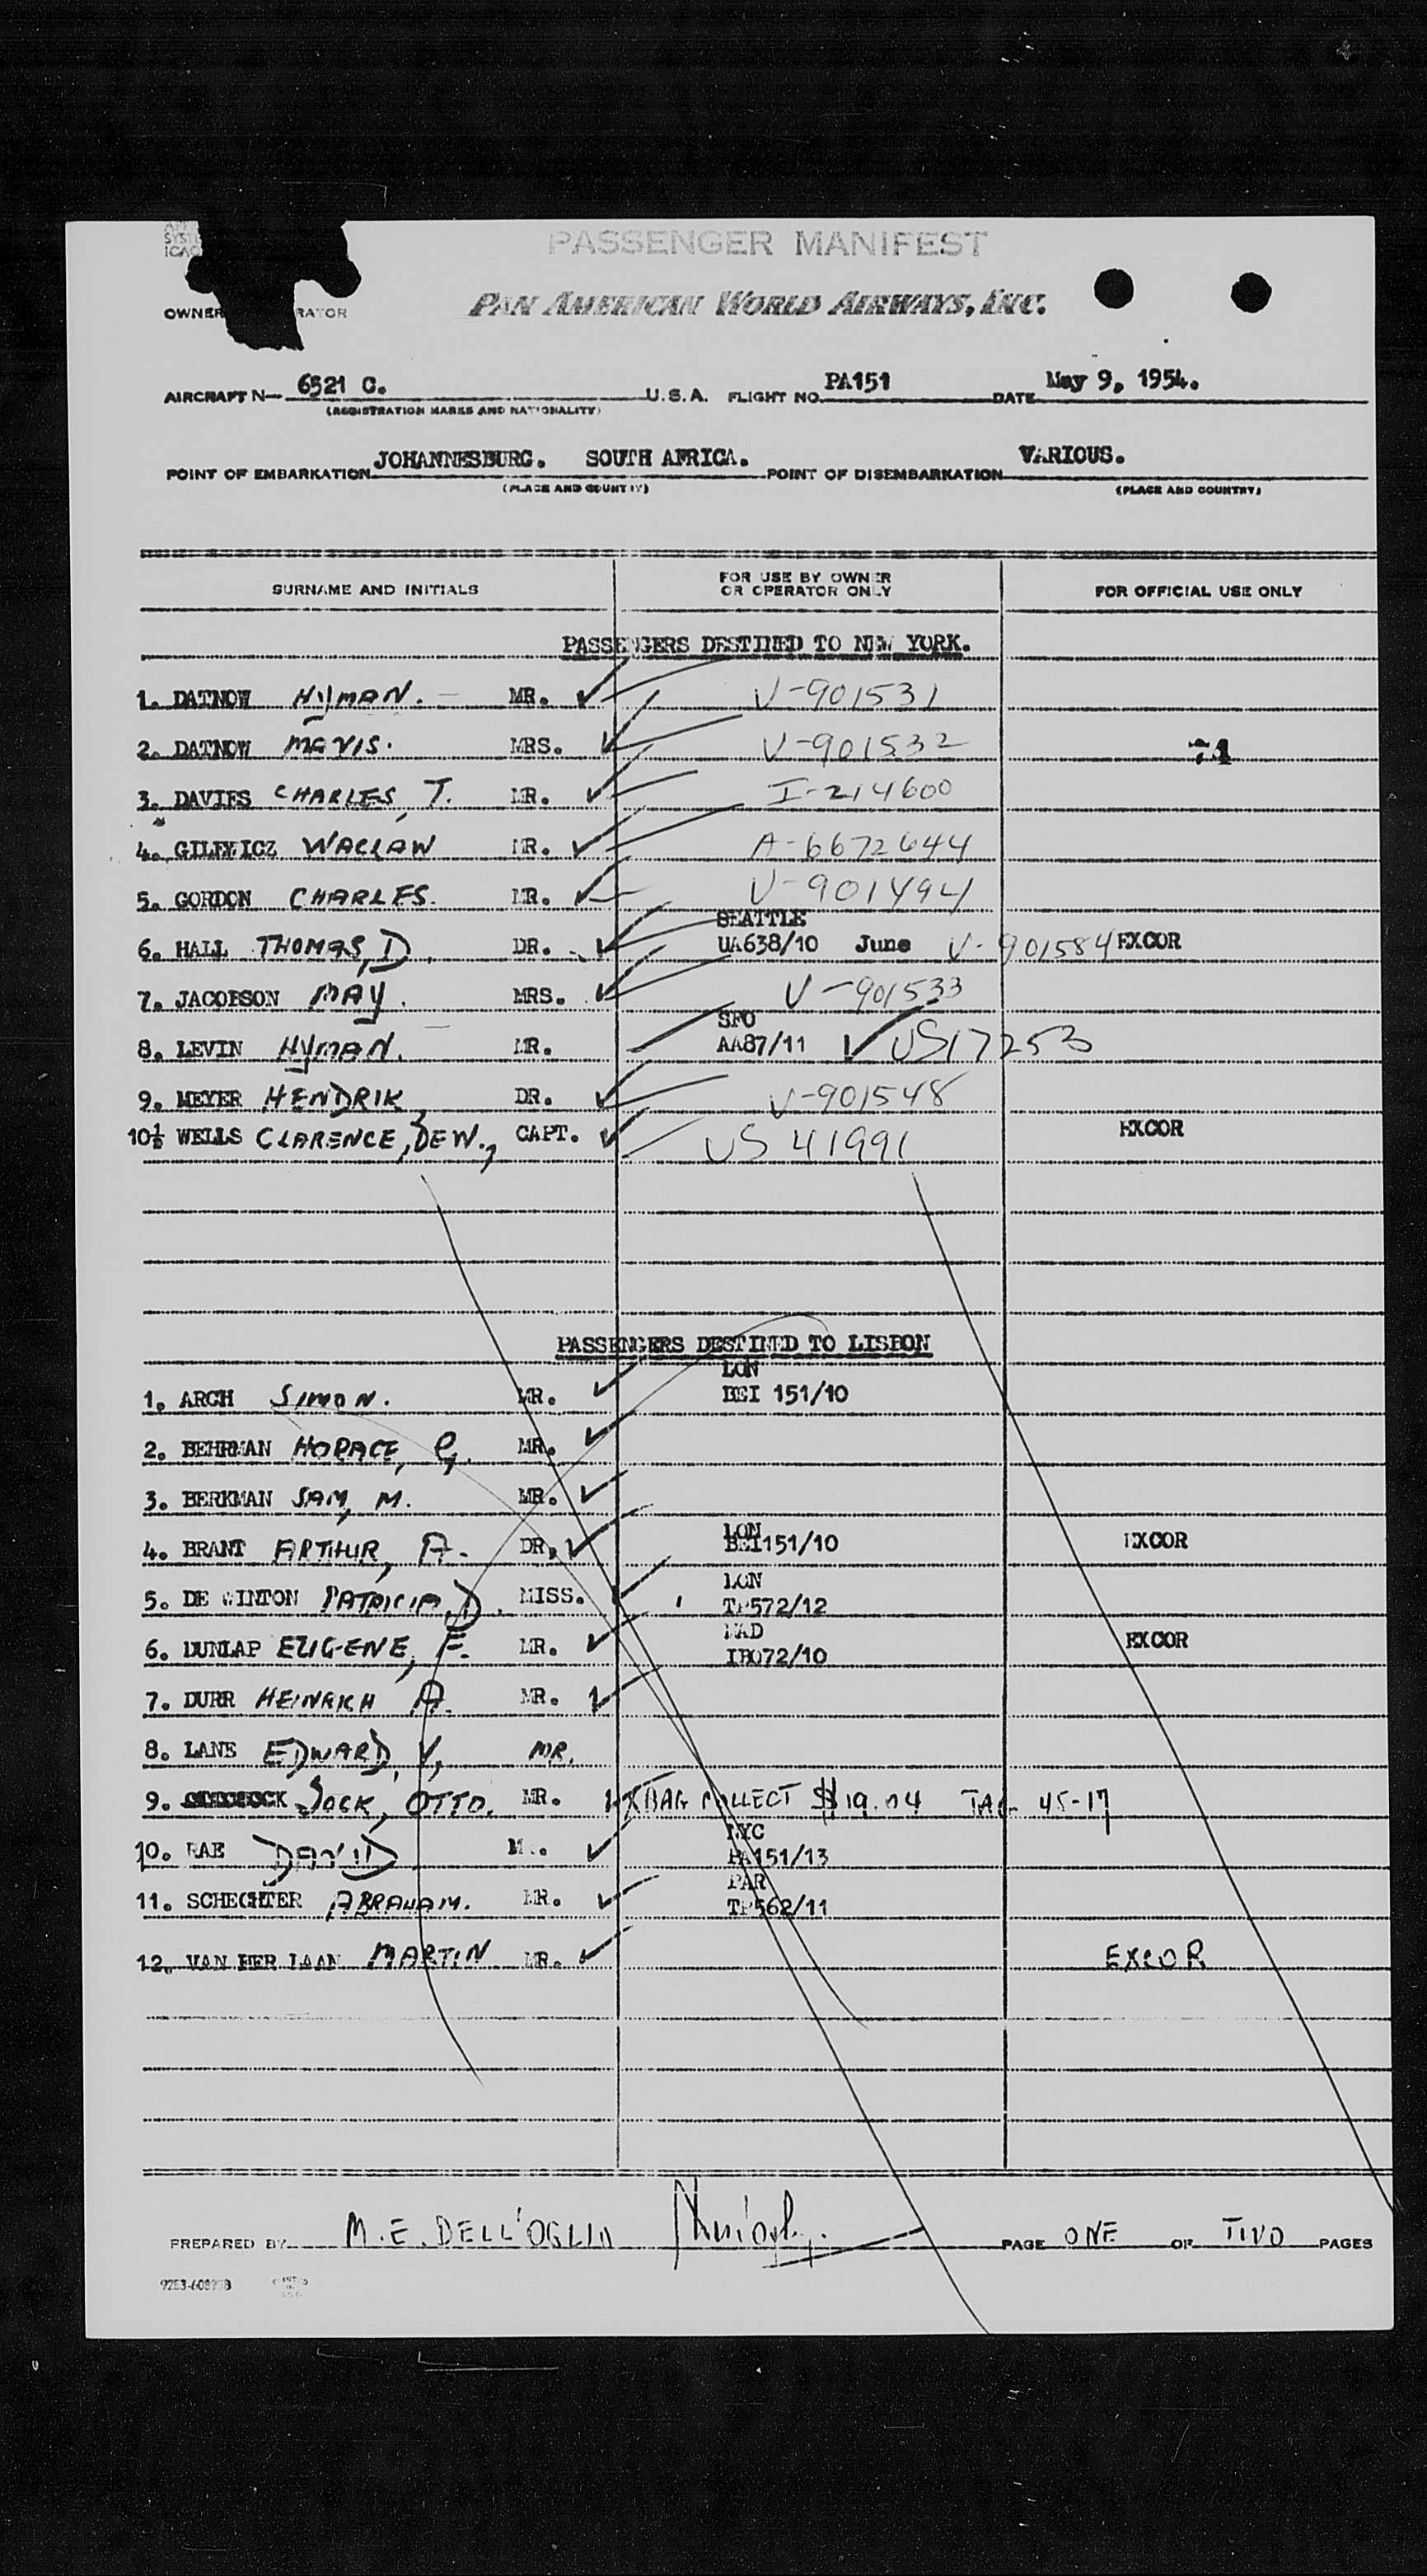 PASSENGER MANIFEST
PAN AMERICAN WORLD AIRWAYS, INC.
AIRCRAFT N— 6521 C. U.S.A. FLIGHT NO. PA151 DATE May 9, 1954.
(REGISTRATION MARKS AND NATIONALITY)
POINT OF EMBARKATION JOHANNESBURG. SOUTH AFRICA. POINT OF DISEMBARKATION VARIOUS.
(PLACE AND COUNTRY) (PLACE AND COUNTRY)
SURNAME AND INITIALS FOR USE BY OWNER OR OPERATOR ONLY FOR OFFICIAL USE ONLY
PASSENGERS DESTINED TO NEW YORK.
1. DATNOW HYMAN. MR. V-901531
2. DATNOW MAVIS. MRS. V-901532
3. DAVIES CHARLES, T. MR. I-214600
4. GILEWICZ WACLAW MR. A-6672644
5. GORDON CHARLES. MR. V-901494
SEATTLE
6. HALL THOMAS, D. DR. UA638/10 June V-901584 EXCOR
7. JACOBSON MAY. MRS. V-901533
SFO
8. LEVIN HYMAN. MR. AA87/11 US17253
9. MEYER HENDRIK, DR. V-901548
10½ WELLS CLARENCE, DEW., CAPT. US 41991 EXCOR
PASSENGERS DESTINED TO LISBON
LON
1. ARCH SIMON. MR. BEI 151/10
2. BEHRMAN HORACE, MR.
3. BERKMAN SAM, M. MR.
LON
4. BRANT ARTHUR, A. DR. BEI151/10 EXCOR
LON
5. DE WINTON PATRICIA, D. MISS. TP572/12
MAD
6. DUNLAP EUGENE, F. MR. IB072/10 EXCOR
7. DURR HEINRICH A. MR.
8. LANE EDWARD, V, MR.
9. JOCK, OTTO. MR. XBAG COLLECT $19.04 TAG 45-17
NYC
10. RAE DAVID M. PA151/13
PAR
11. SCHECHTER ABRAHAM. MR. TP562/11
12. VAN DER LAAN MARTIN MR. EXCOR
PREPARED BY M.E. DELL'OGLIO PAGE ONE OF TWO PAGES